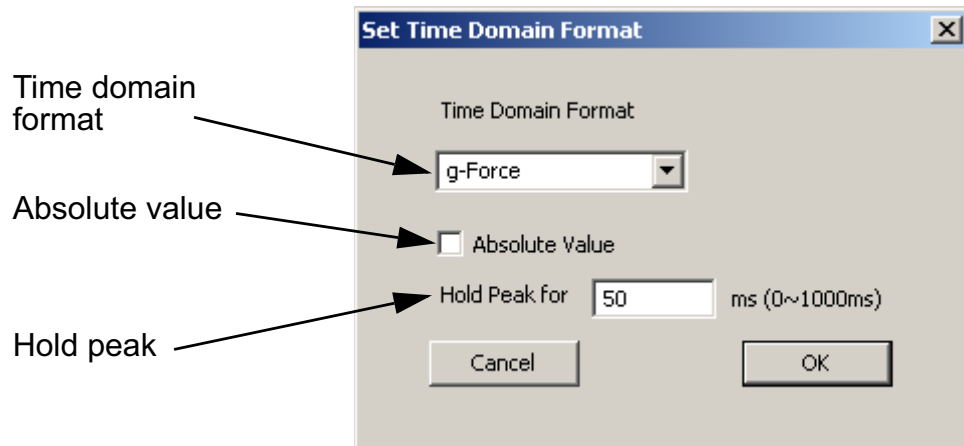 Set Time Domain Format
Time domain
format
Time Domain Format
g-Force
Absolute value
Absolute Value
Hold Peak for 50 ms (0~1000ms)
Hold peak
Cancel OK